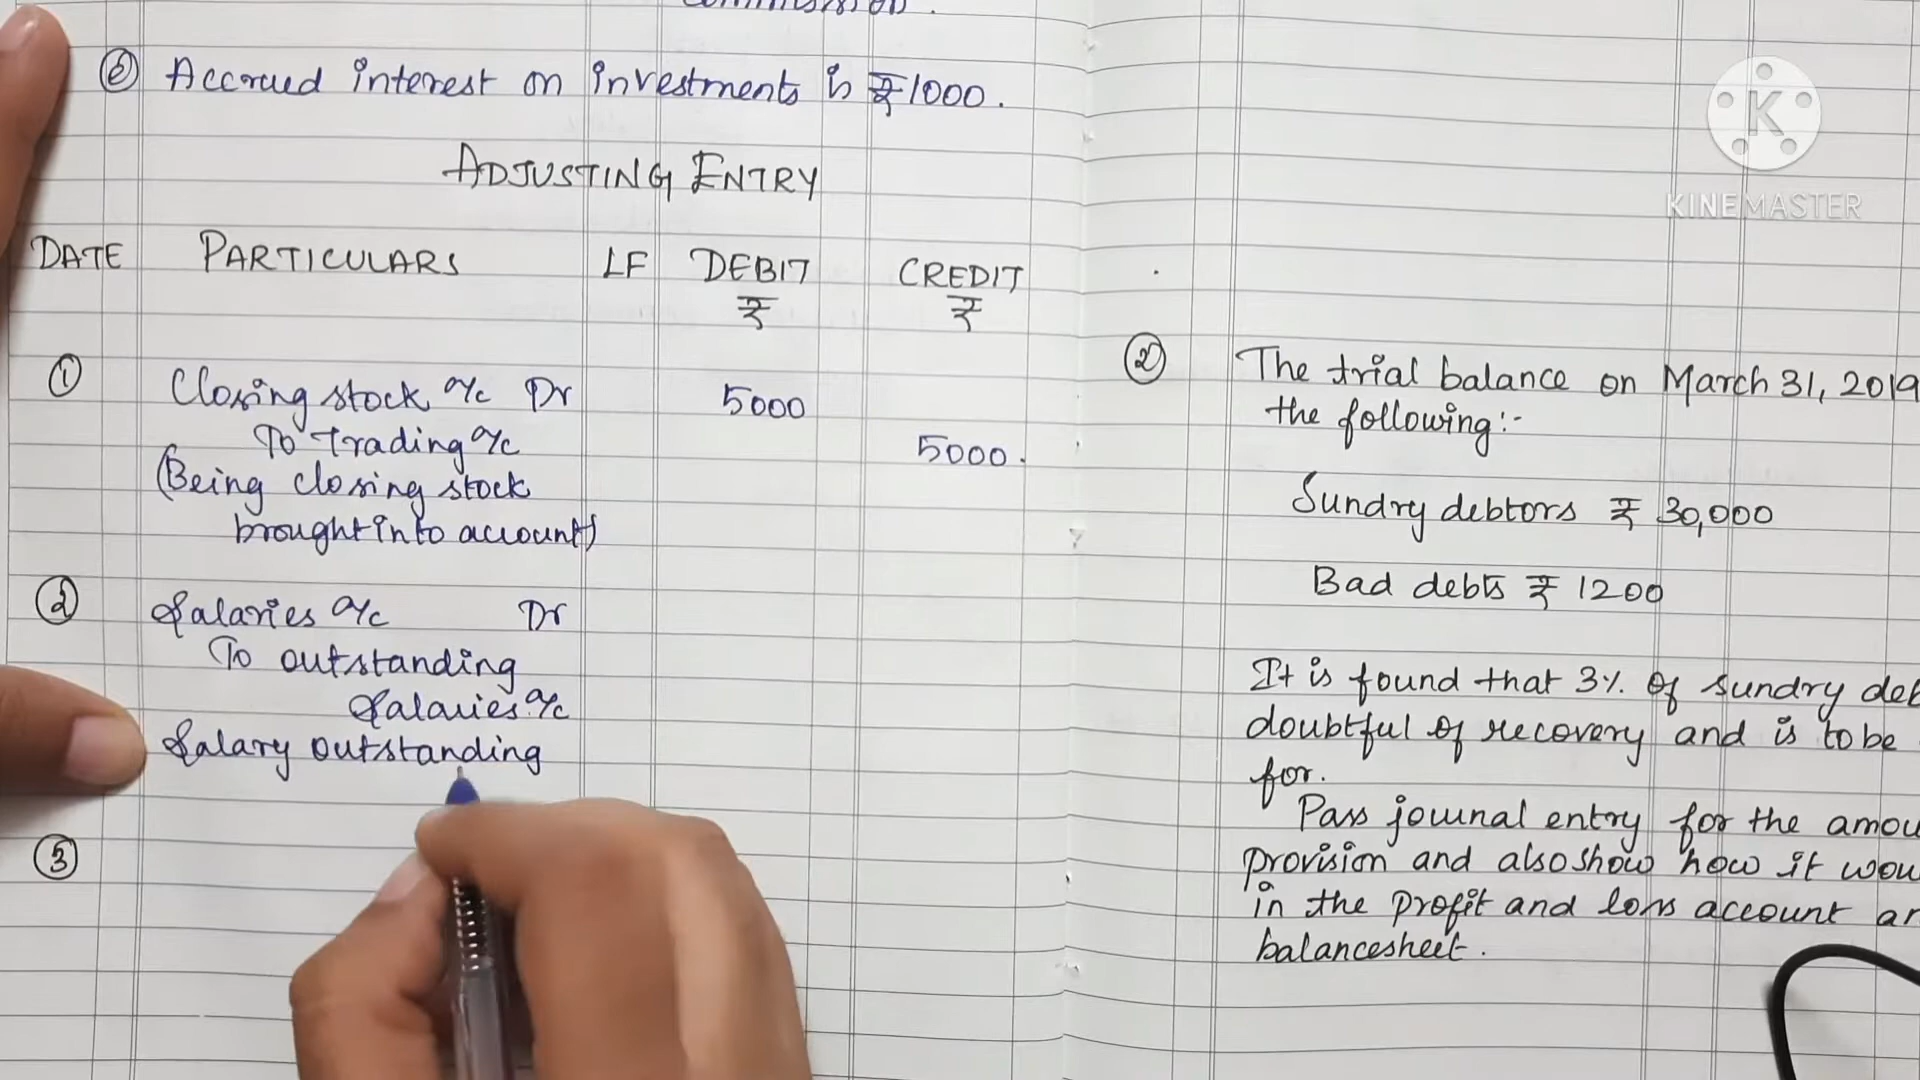 6 Accrued interest on investments is ₹1000.
ADJUSTING ENTRY
DATE PARTICULARS LF DEBIT ₹ CREDIT ₹
1 Closing stock a/c Dr 5000
To trading a/c 5000.
(Being closing stock
brought into account)
2 Salaries a/c Dr
To outstanding
Salaries a/c
Salary outstanding
3
2 The trial balance on March 31, 2019
the following:-
Sundry debtors ₹ 30,000
Bad debts ₹ 1200
It is found that 3% of sundry deb
doubtful of recovery and is to be
for.
Pass journal entry for the amou
provision and also show how it wou
in the profit and loss account an
balancesheet.
K
KINEMASTER